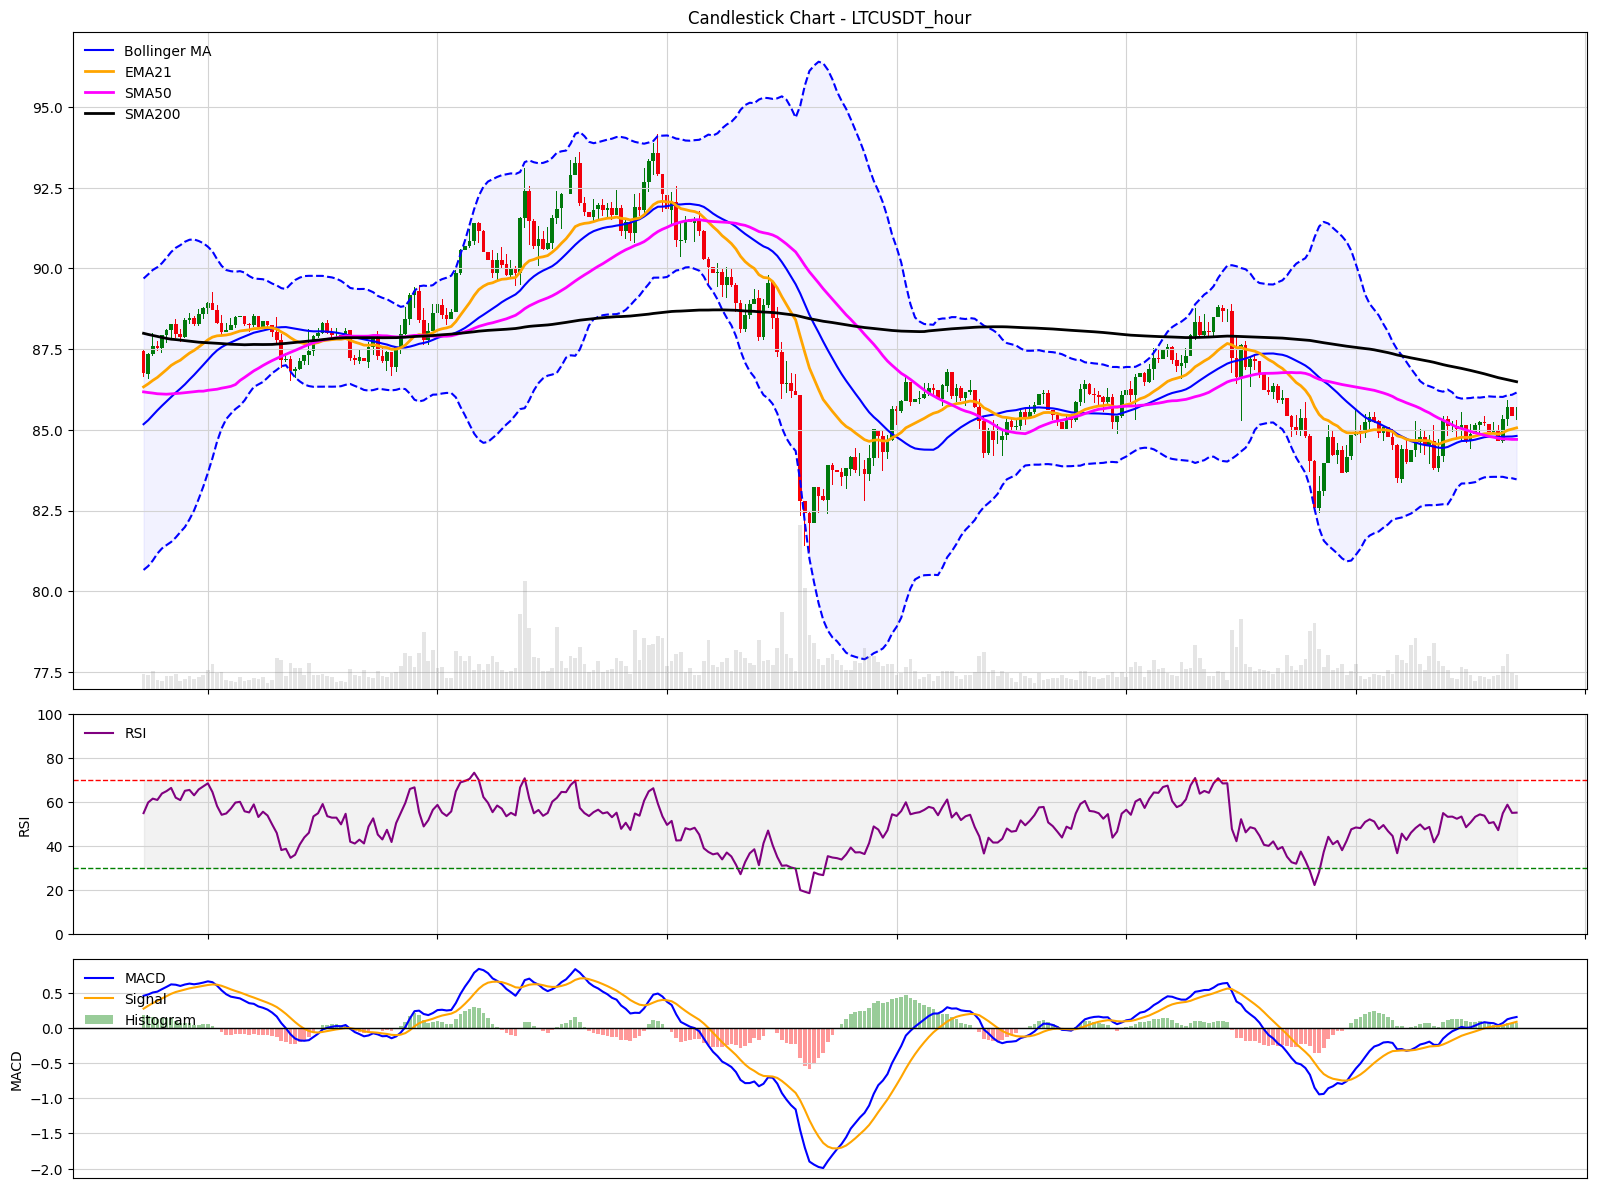 Candlestick Chart - LTCUSDT_hour
Bollinger MA
EMA21
SMA50
SMA200
95.0
92.5
90.0
87.5
85.0
82.5
80.0
77.5
RSI
100
80
60
40
20
0
RSI
MACD
Signal
Histogram
0.5
0.0
−0.5
−1.0
−1.5
−2.0
MACD